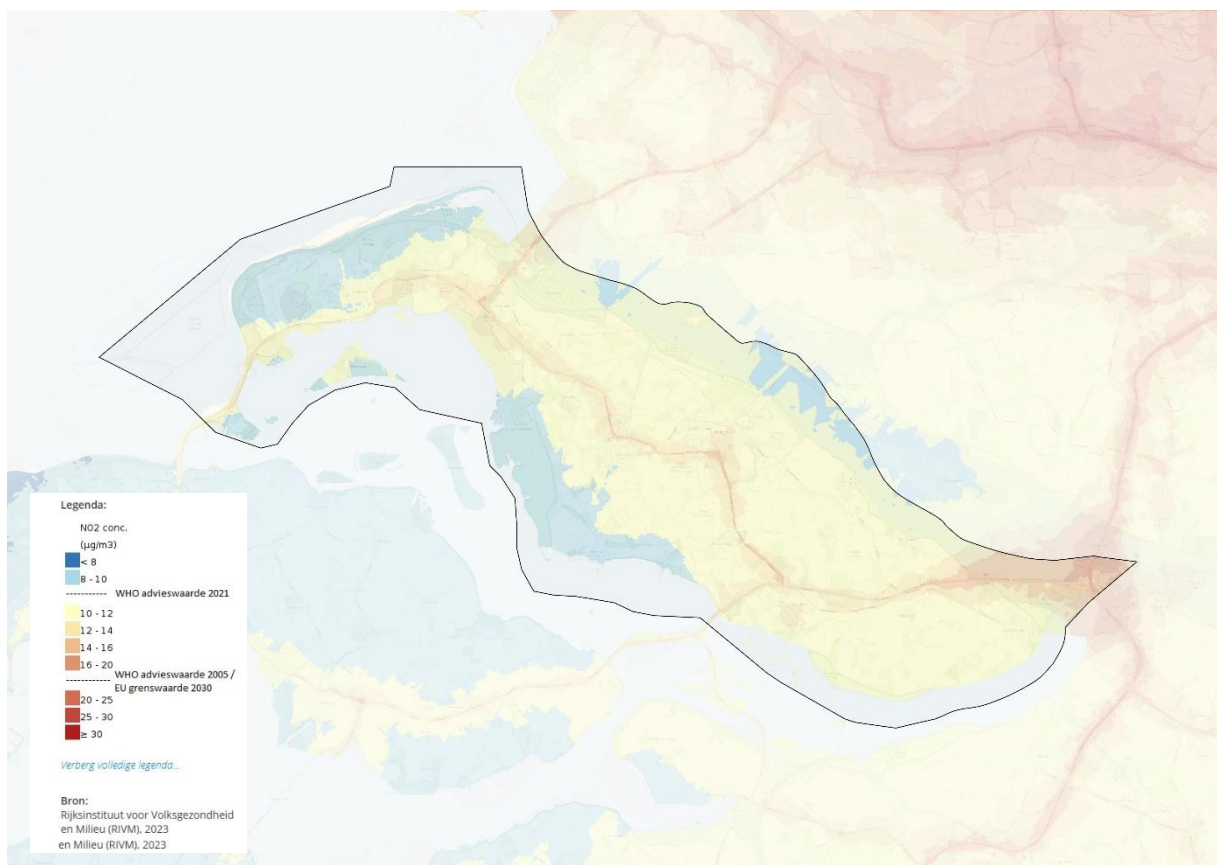 Legenda:
NO2 conc.
(µg/m3)
< 8
8 - 10
WHO advieswaarde 2021
10 - 12
12 - 14
14 - 16
16 - 20
WHO advieswaarde 2005 /
EU grenswaarde 2030
20 - 25
25 - 30
≥ 30
Verberg volledige legenda...
Bron:
Rijksinstituut voor Volksgezondheid
en Milieu (RIVM), 2023
en Milieu (RIVM), 2023